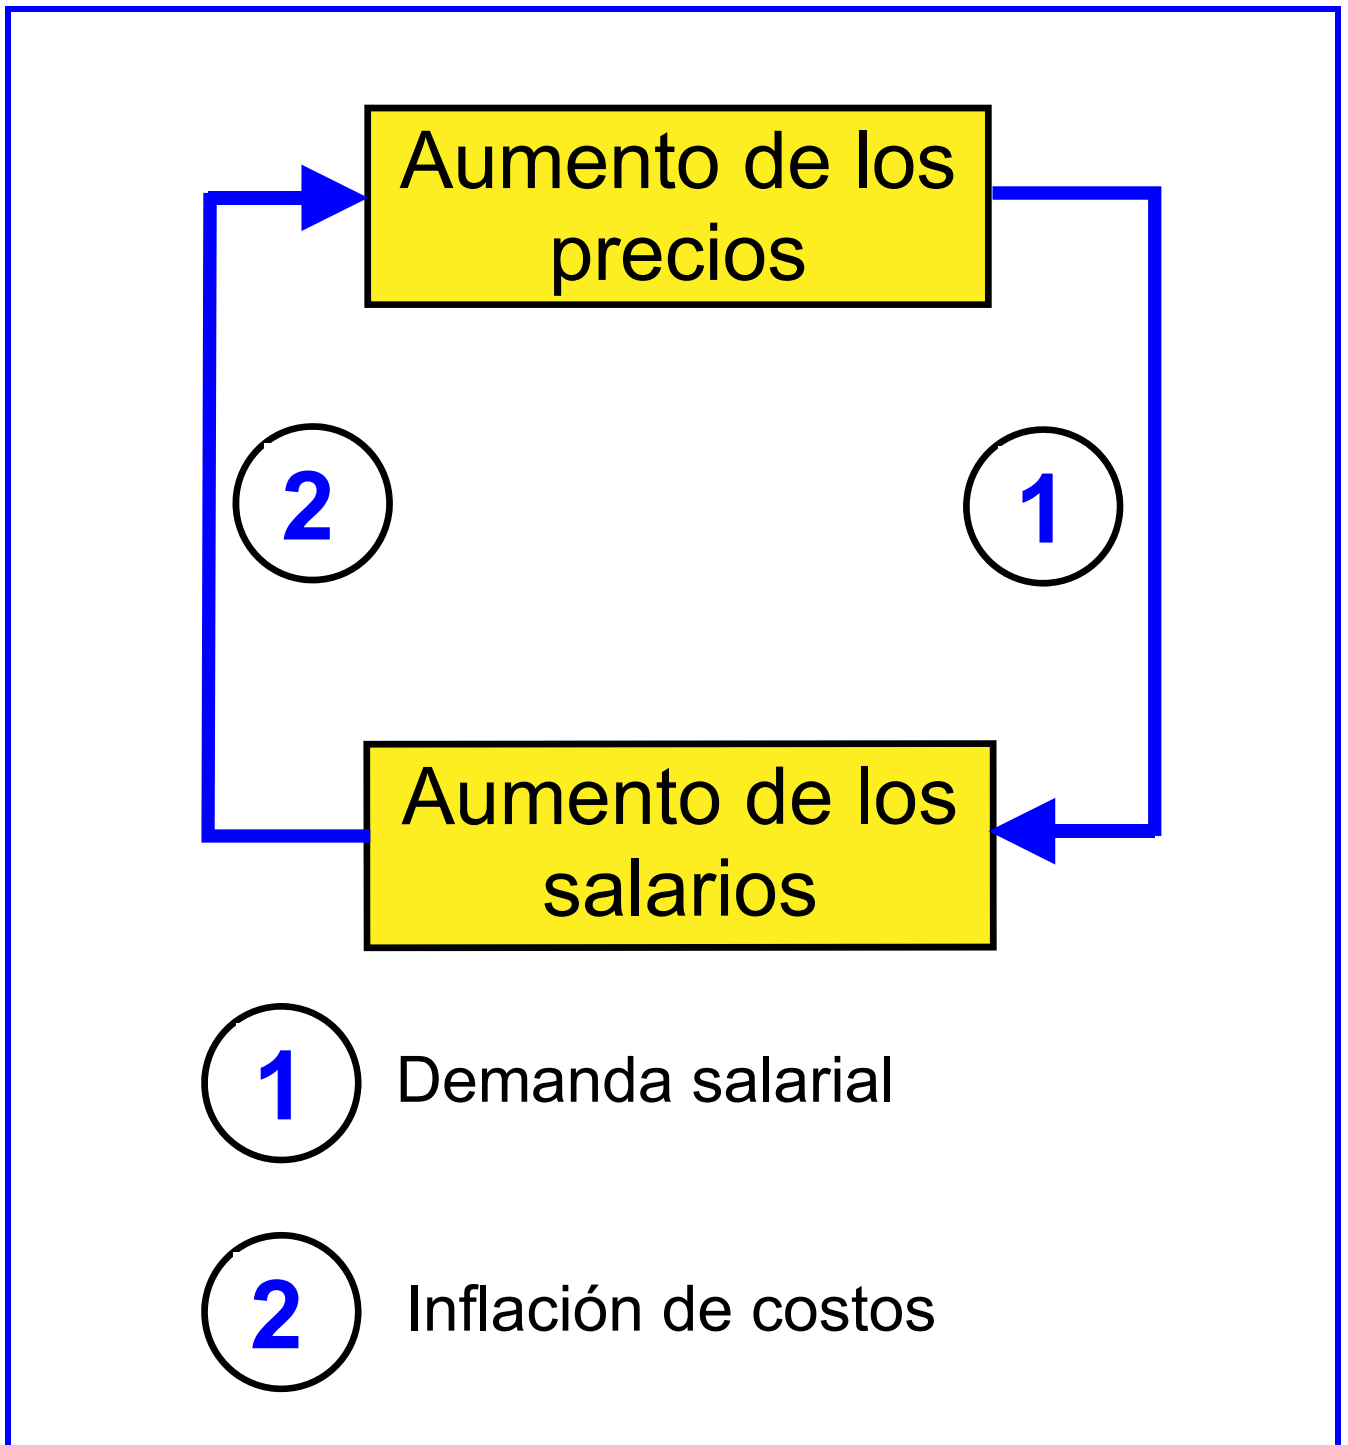 Aumento de los
precios
2
1
Aumento de los
salarios
1 Demanda salarial
2 Inflación de costos